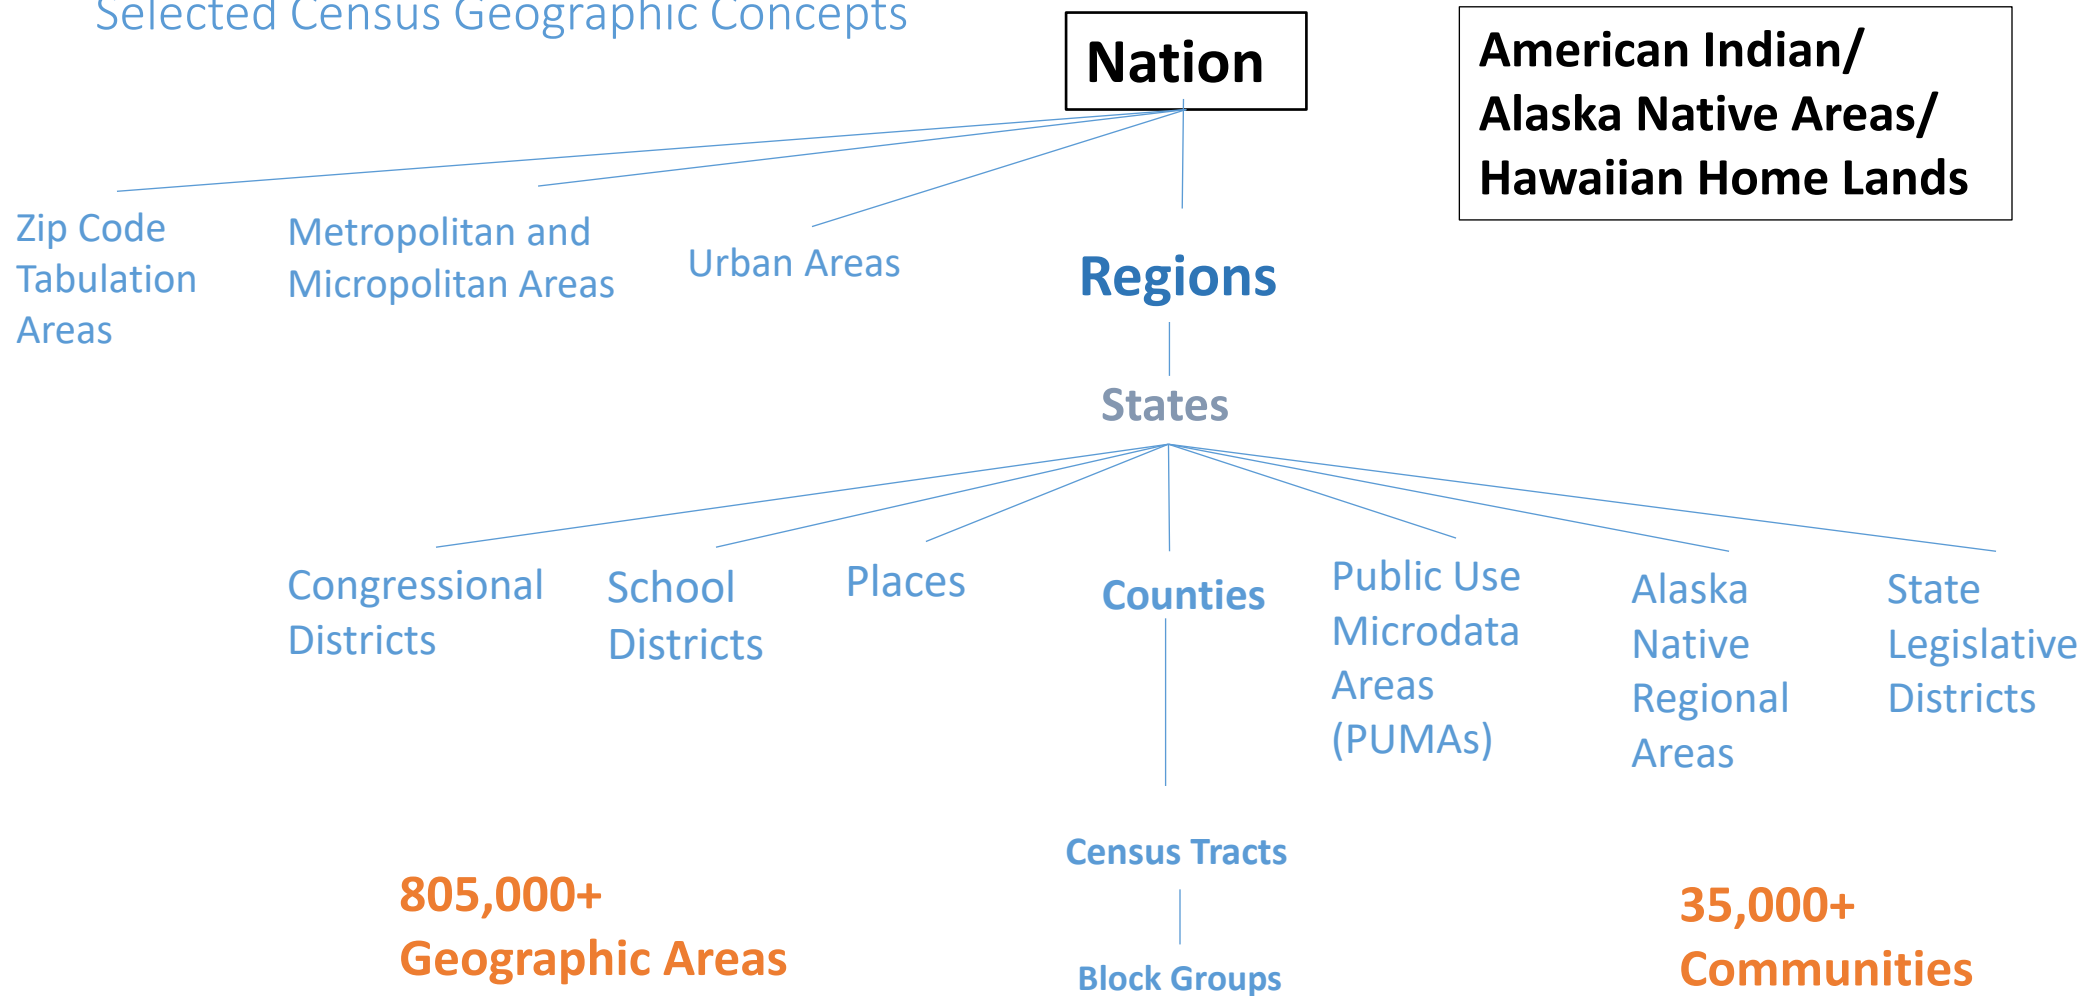 Selected Census Geographic Concepts
Nation
American Indian/
Alaska Native Areas/
Hawaiian Home Lands
Zip Code
Tabulation
Areas
Metropolitan and
Micropolitan Areas
Urban Areas
Regions
States
Congressional
Districts
School
Districts
Places
Counties
Public Use
Microdata
Areas
(PUMAs)
Alaska
Native
Regional
Areas
State
Legislative
Districts
Census Tracts
805,000+
Geographic Areas
Block Groups
35,000+
Communities